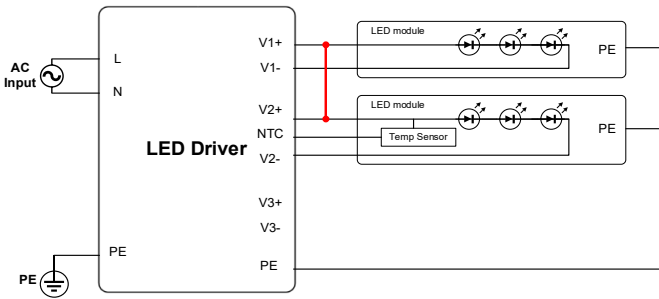 AC
Input
L
N
PE
PE
LED Driver
V1+
V1-
V2+
NTC
V2-
V3+
V3-
PE
LED module
PE
LED module
Temp Sensor
PE